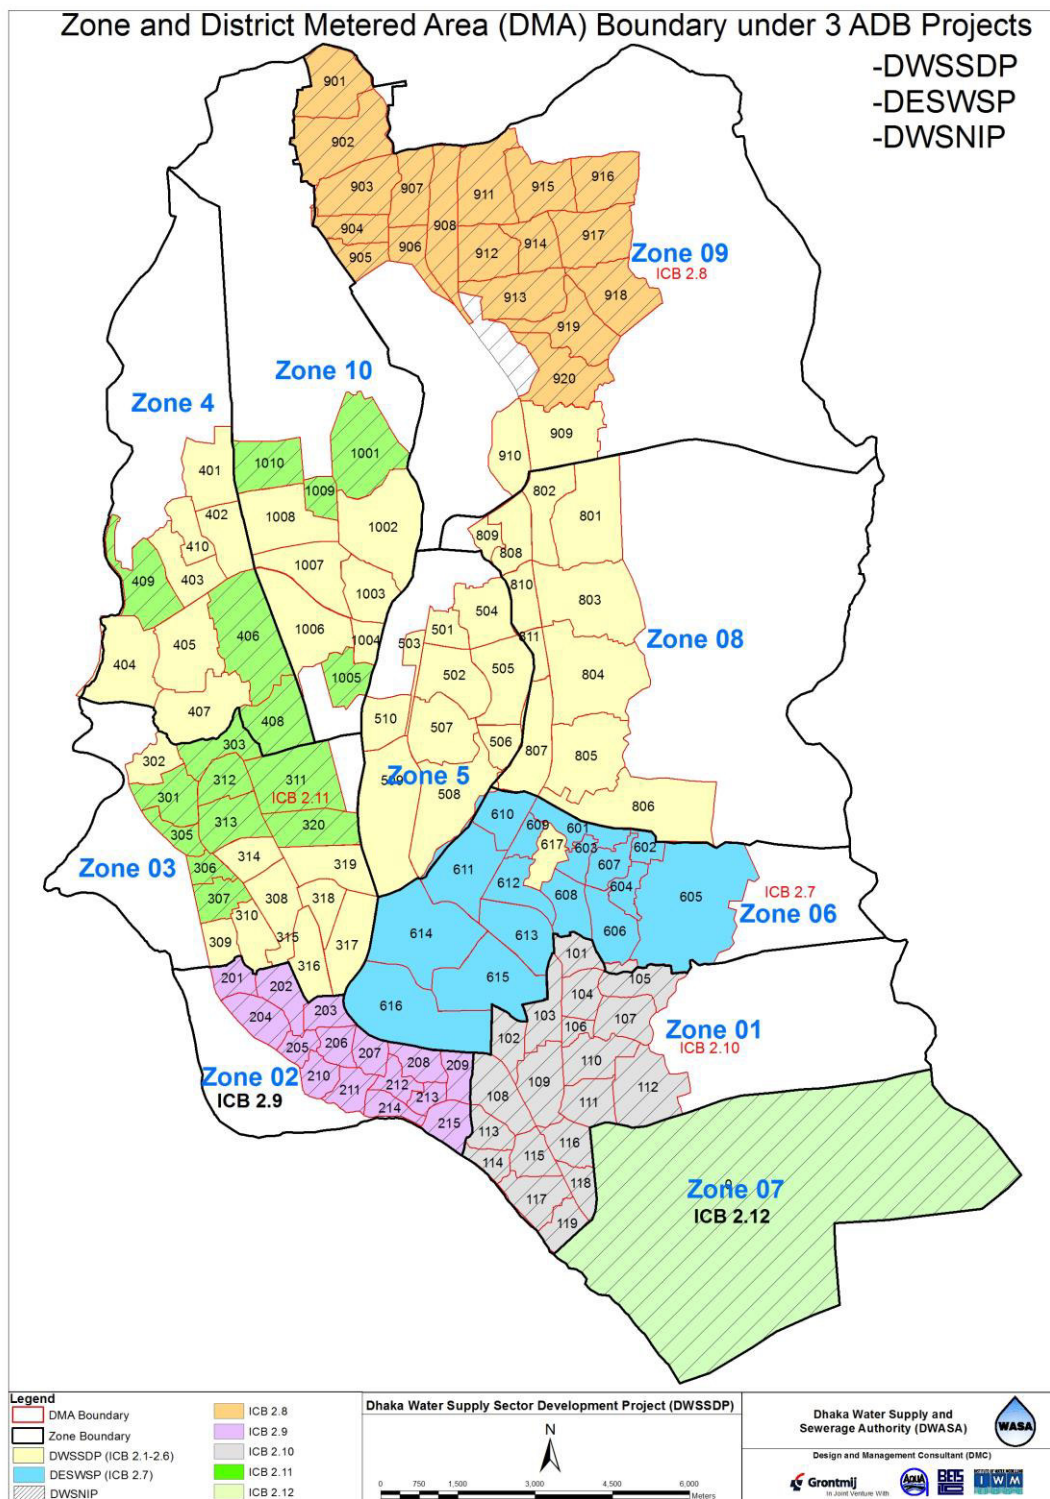 Zone and District Metered Area (DMA) Boundary under 3 ADB Projects
-DWSSDP
-DESWSP
-DWSNIP
901
902
903
907
908
911
915
916
904
905
906
912
914
917
Zone 09
ICB 2.8
913
918
919
920
Zone 10
Zone 4
909
910
401
1010
1001
1009
402
1008
1002
802
801
410
809
808
409
403
1007
1003
810
803
406
504
501
503
1006
1004
811
Zone 08
404
405
502
505
804
1005
407
408
510
507
506
807
805
303
302
312
311
ICB 2.11
509
Zone 5
508
806
301
313
320
305
610
609
601
603
602
617
607
Zone 03
306
314
319
611
612
608
604
605
ICB 2.7
Zone 06
307
308
318
310
309
315
316
317
614
613
606
101
201
202
615
104
105
616
203
204
103
106
107
Zone 01
ICB 2.10
102
205
206
207
208
209
110
Zone 02
ICB 2.9
210
211
212
213
109
112
108
111
214
215
113
116
114
115
118
117
119
Zone 07
ICB 2.12
Legend
DMA Boundary
Zone Boundary
DWSSDP (ICB 2.1-2.6)
DESWSP (ICB 2.7)
DWSNIP
ICB 2.8
ICB 2.9
ICB 2.10
ICB 2.11
ICB 2.12
Dhaka Water Supply Sector Development Project (DWSSDP)
N
0 750 1,500 3,000 4,500 6,000
Meters
Dhaka Water Supply and
Sewerage Authority (DWASA)
WASA
Design and Management Consultant (DMC)
Grontmij
In Joint Venture With
AQUA
BETS
IWM